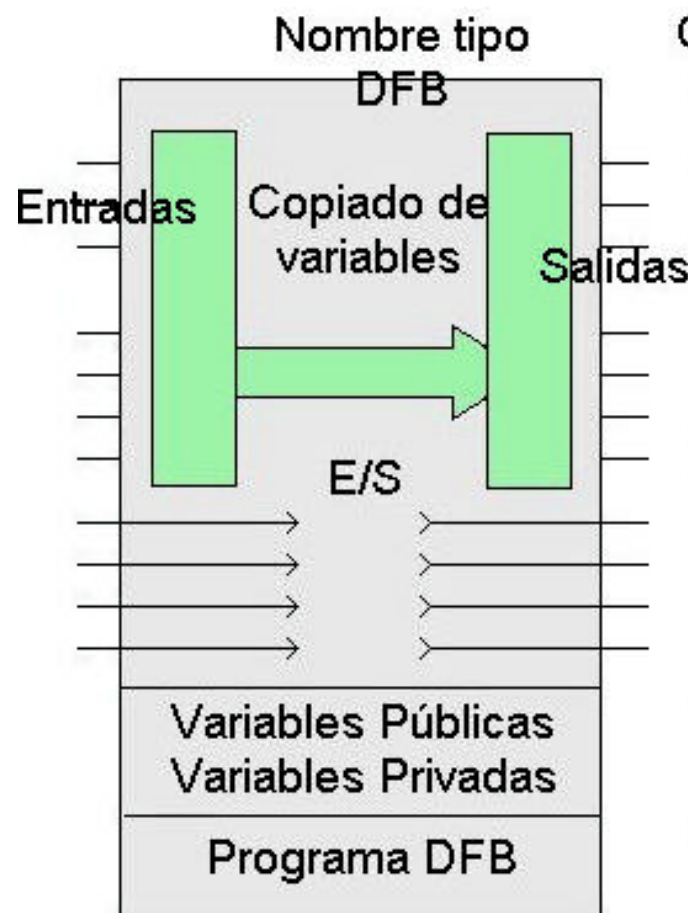 Nombre tipo
DFB
Entradas
Copiado de
variables
Salidas
E/S
Variables Públicas
Variables Privadas
Programa DFB